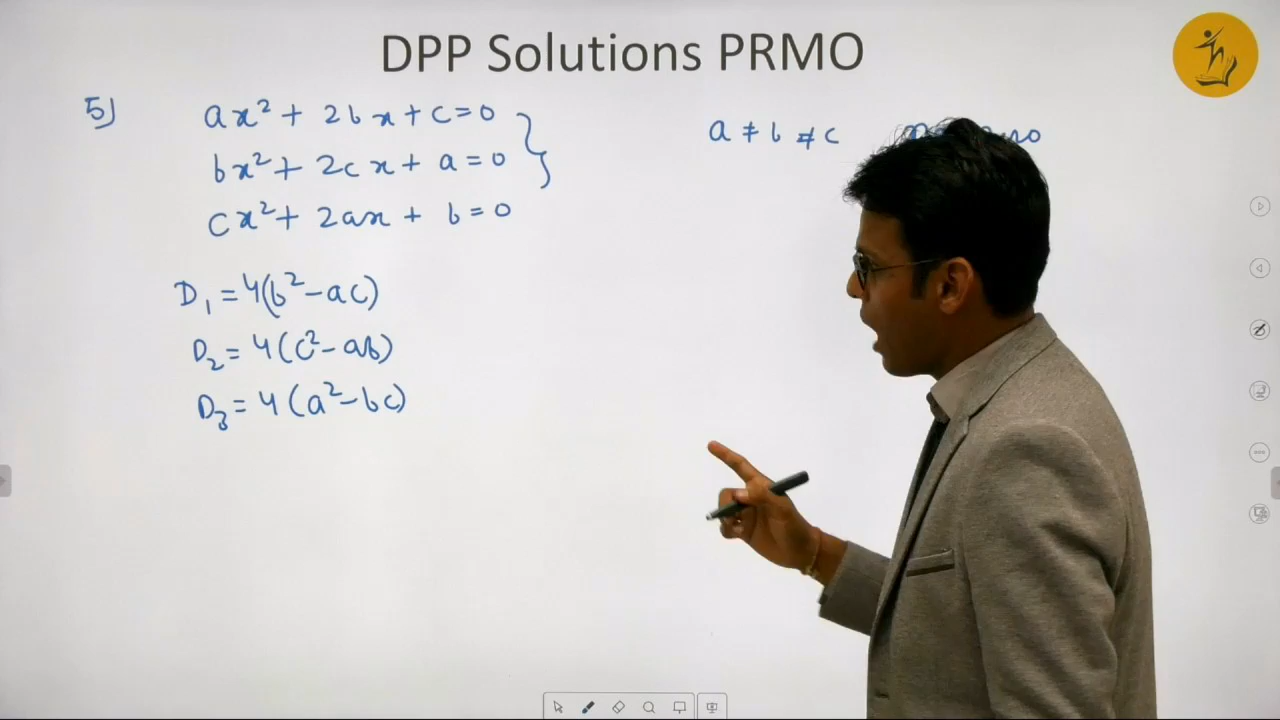 DPP Solutions PRMO
5) ax² + 2bx + c = 0
bx² + 2cx + a = 0
cx² + 2ax + b = 0
a ≠ b ≠ c
D₁ = 4(b² - ac)
D₂ = 4(c² - ab)
D₃ = 4(a² - bc)